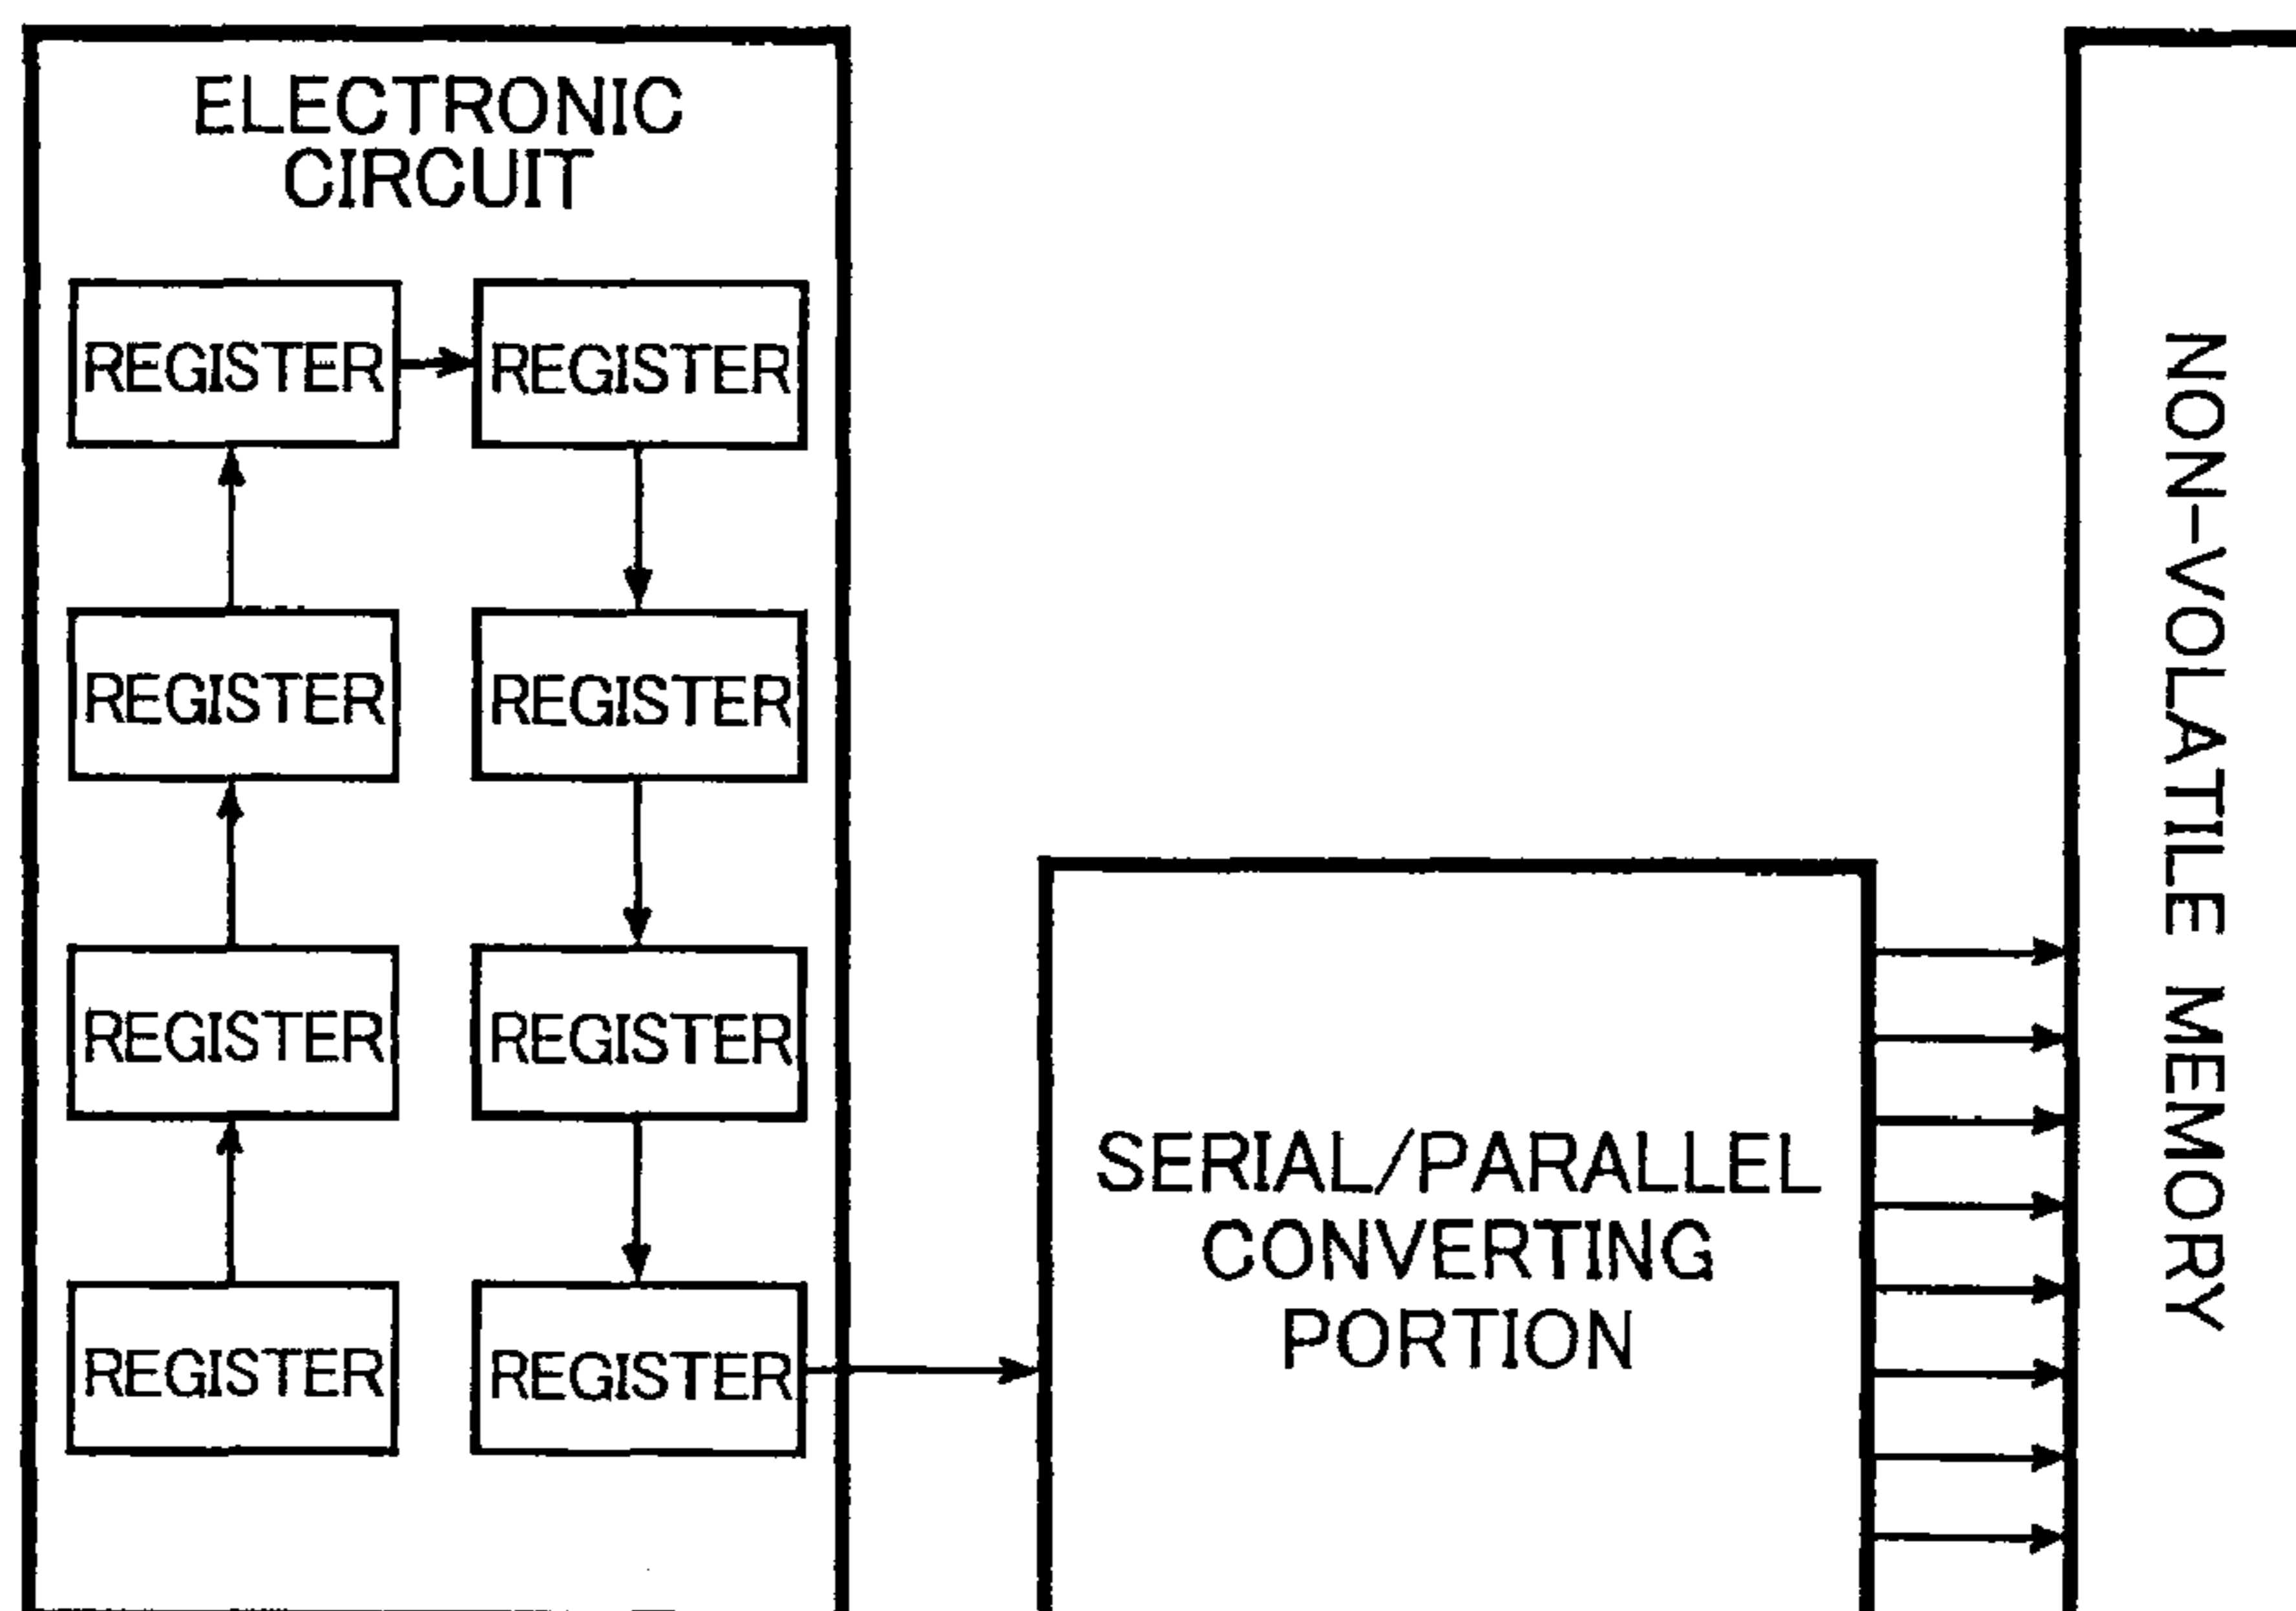 ELECTRONIC
CIRCUIT
REGISTER
REGISTER
REGISTER
REGISTER
REGISTER
REGISTER
REGISTER
REGISTER
SERIAL/PARALLEL
CONVERTING
PORTION
NON-VOLATILE MEMORY